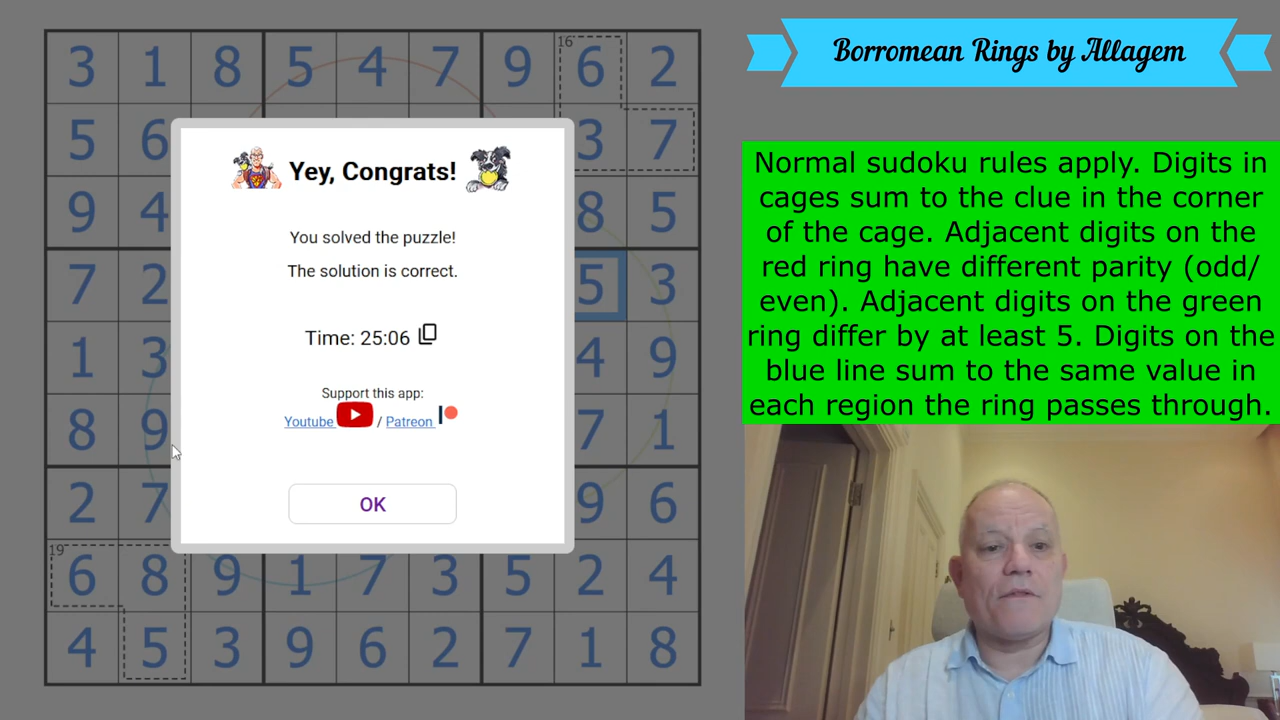 Borromean Rings by Allagem
Normal sudoku rules apply. Digits in
cages sum to the clue in the corner
of the cage. Adjacent digits on the
red ring have different parity (odd/
even). Adjacent digits on the green
ring differ by at least 5. Digits on the
blue line sum to the same value in
each region the ring passes through.
16
3 1 8 5 4 7 9 6 2
5 6 3 7
9 4 8 5
7 2 5 3
1 3 4 9
8 9 7 1
2 7 9 6
19
6 8 9 1 7 3 5 2 4
4 5 3 9 6 2 7 1 8
Yey, Congrats!
You solved the puzzle!
The solution is correct.
Time: 25:06
Support this app:
Youtube / Patreon
OK